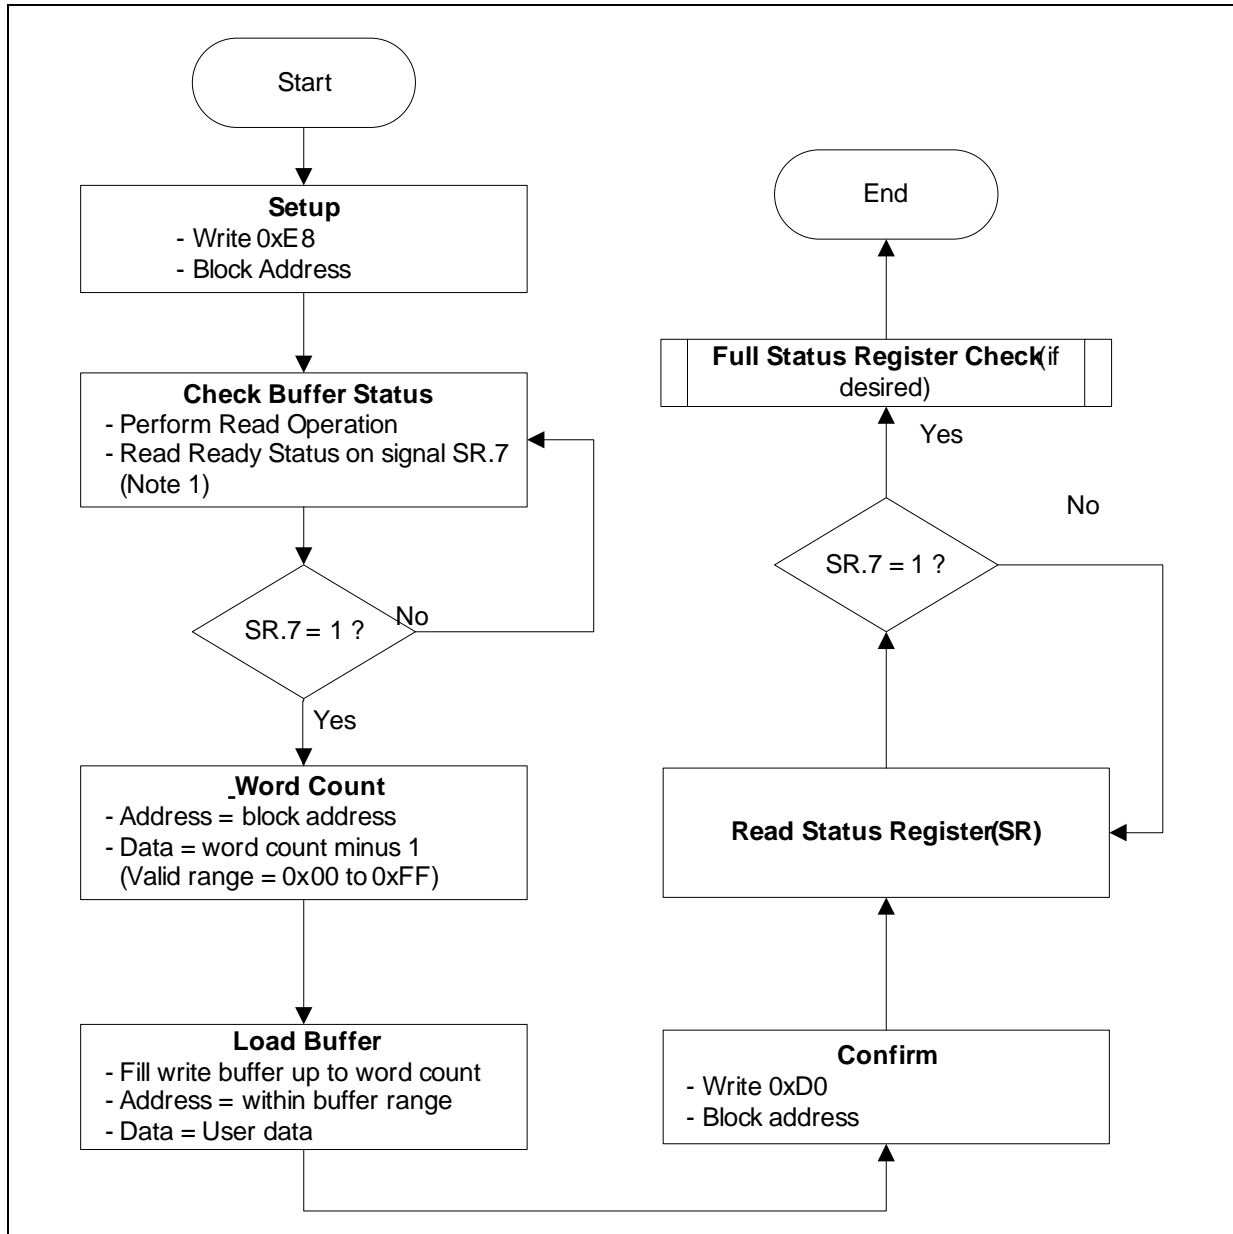 Start
Setup
- Write 0xE8
- Block Address
Check Buffer Status
- Perform Read Operation
- Read Ready Status on signal SR.7
(Note 1)
SR.7 = 1 ?
No
Yes
Word Count
- Address = block address
- Data = word count minus 1
(Valid range = 0x00 to 0xFF)
Load Buffer
- Fill write buffer up to word count
- Address = within buffer range
- Data = User data
End
Full Status Register Check (if
desired)
Yes
No
SR.7 = 1 ?
Read Status Register (SR)
Confirm
- Write 0xD0
- Block address